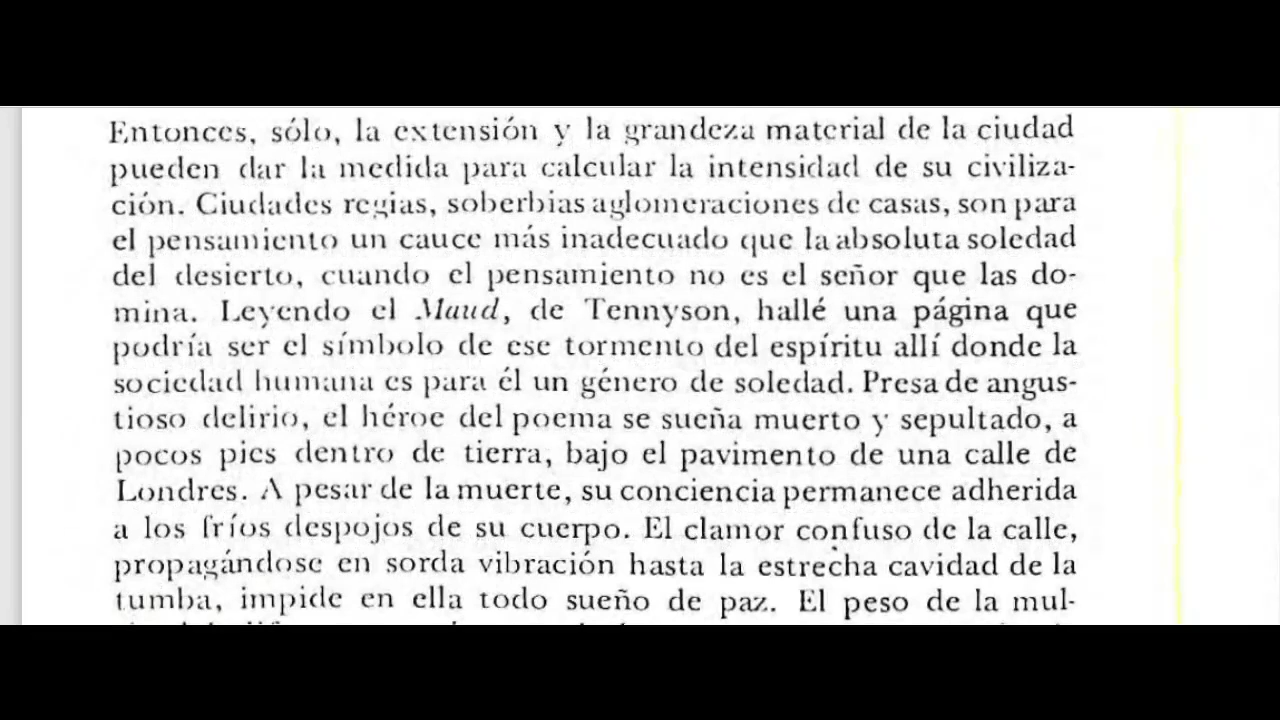 Entonces, sólo, la extensión y la grandeza material de la ciudad
pueden dar la medida para calcular la intensidad de su civiliza-
ción. Ciudades regias, soberbias aglomeraciones de casas, son para
el pensamiento un cauce más inadecuado que la absoluta soledad
del desierto, cuando el pensamiento no es el señor que las do-
mina. Leyendo el Maud, de Tennyson, hallé una página que
podría ser el símbolo de ese tormento del espíritu allí donde la
sociedad humana es para él un género de soledad. Presa de angus-
tioso delirio, el héroe del poema se sueña muerto y sepultado, a
pocos pies dentro de tierra, bajo el pavimento de una calle de
Londres. A pesar de la muerte, su conciencia permanece adherida
a los fríos despojos de su cuerpo. El clamor confuso de la calle,
propagándose en sorda vibración hasta la estrecha cavidad de la
tumba, impide en ella todo sueño de paz. El peso de la mul-